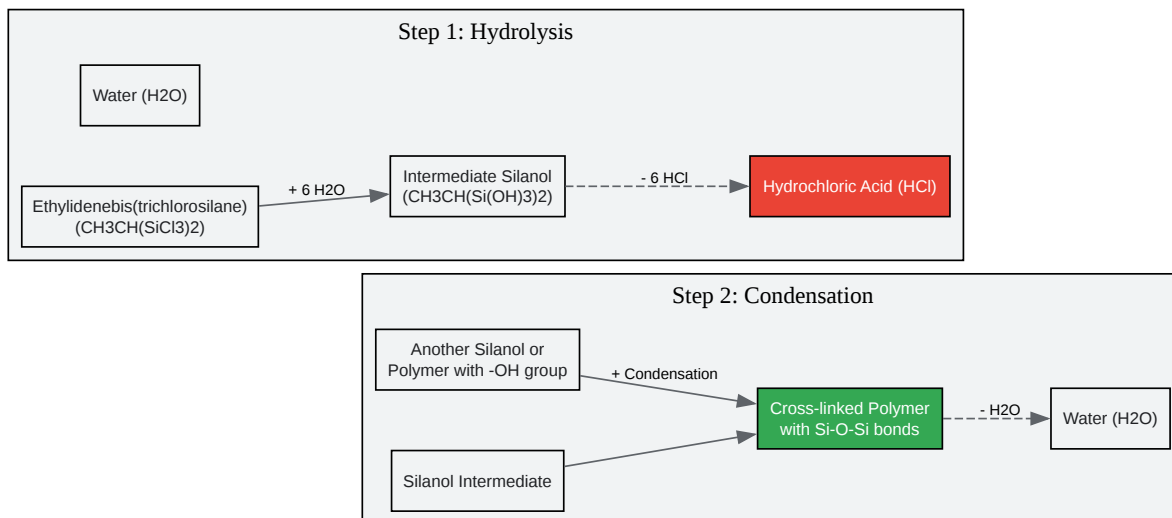 Step 1: Hydrolysis
Water (H2O)
Ethylidenebis(trichlorosilane)
(CH3CH(SiCl3)2)
+ 6 H2O
Intermediate Silanol
(CH3CH(Si(OH)3)2)
- 6 HCl
Hydrochloric Acid (HCl)
Step 2: Condensation
Another Silanol or
Polymer with -OH group
+ Condensation
Silanol Intermediate
Cross-linked Polymer
with Si-O-Si bonds
- H2O
Water (H2O)